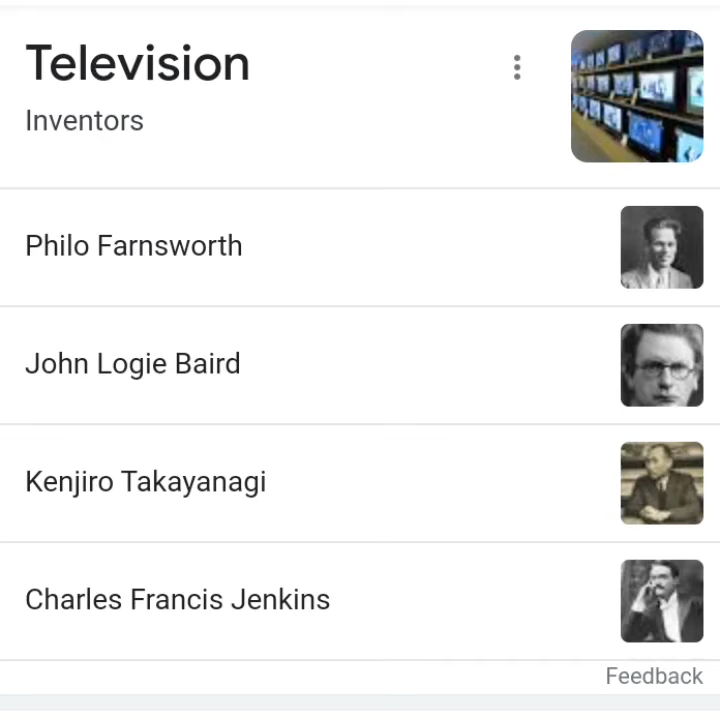 Television
Inventors
Philo Farnsworth
John Logie Baird
Kenjiro Takayanagi
Charles Francis Jenkins
Feedback